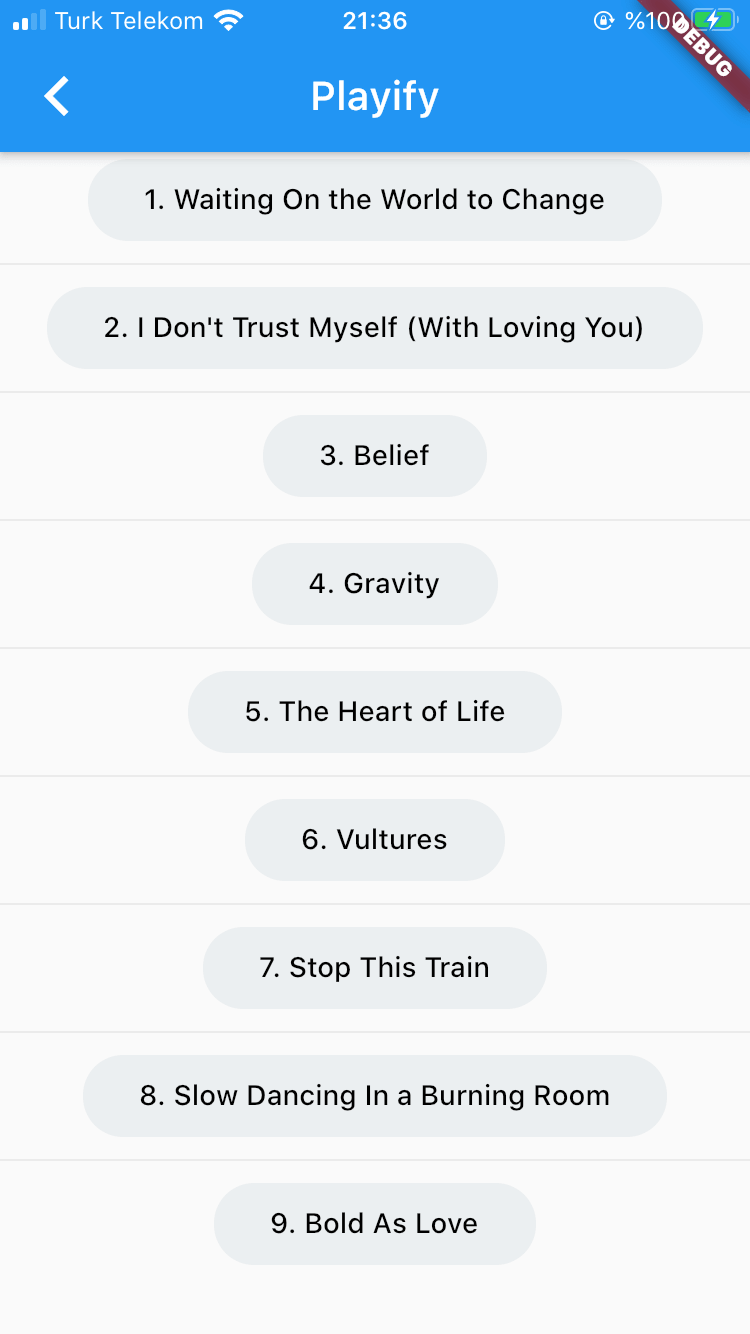 Turk Telekom 21:36 %100
DEBUG
Playify
1. Waiting On the World to Change
2. I Don't Trust Myself (With Loving You)
3. Belief
4. Gravity
5. The Heart of Life
6. Vultures
7. Stop This Train
8. Slow Dancing In a Burning Room
9. Bold As Love